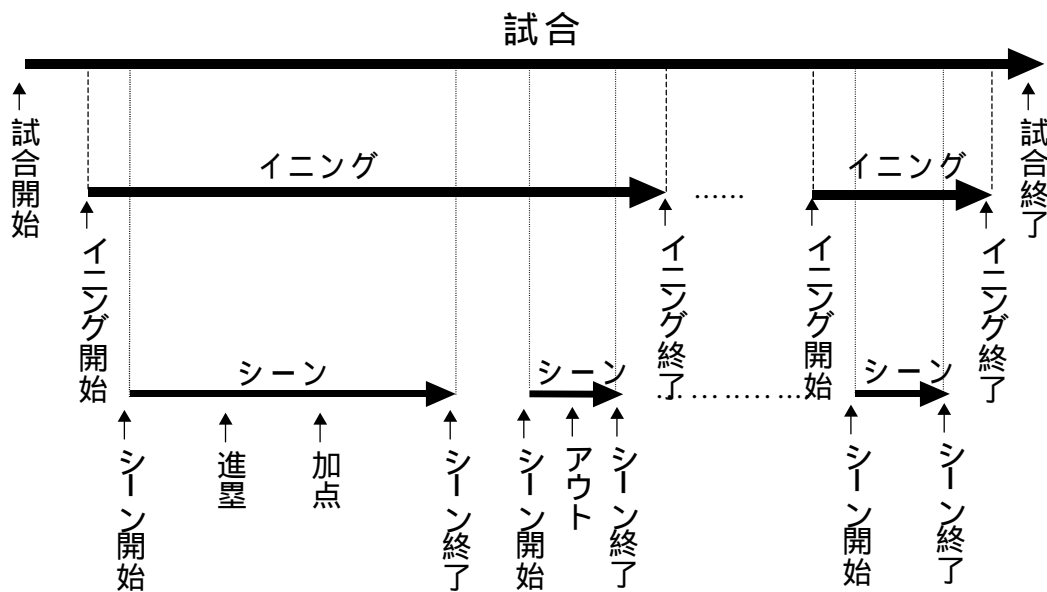 試合
試合開始
試合終了
イニング
……
イニング
イニング開始
イニング終了
イニング開始
イニング終了
シーン
シーン
……………
シーン
シーン開始
進塁
加点
シーン終了
シーン開始
アウト
シーン終了
シーン開始
シーン終了